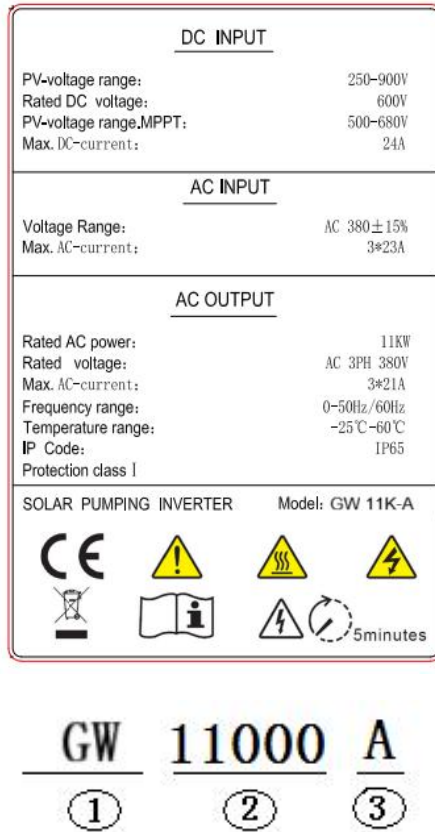 DC INPUT
PV-voltage range: 250-900V
Rated DC voltage: 600V
PV-voltage range.MPPT: 500-680V
Max. DC-current: 24A
AC INPUT
Voltage Range: AC 380±15%
Max. AC-current: 3*23A
AC OUTPUT
Rated AC power: 11KW
Rated voltage: AC 3PH 380V
Max. AC-current: 3*21A
Frequency range: 0-50Hz/60Hz
Temperature range: -25℃-60℃
IP Code: IP65
Protection class I
SOLAR PUMPING INVERTER Model: GW 11K-A
CE
i
5minutes
GW 11000 A
① ② ③